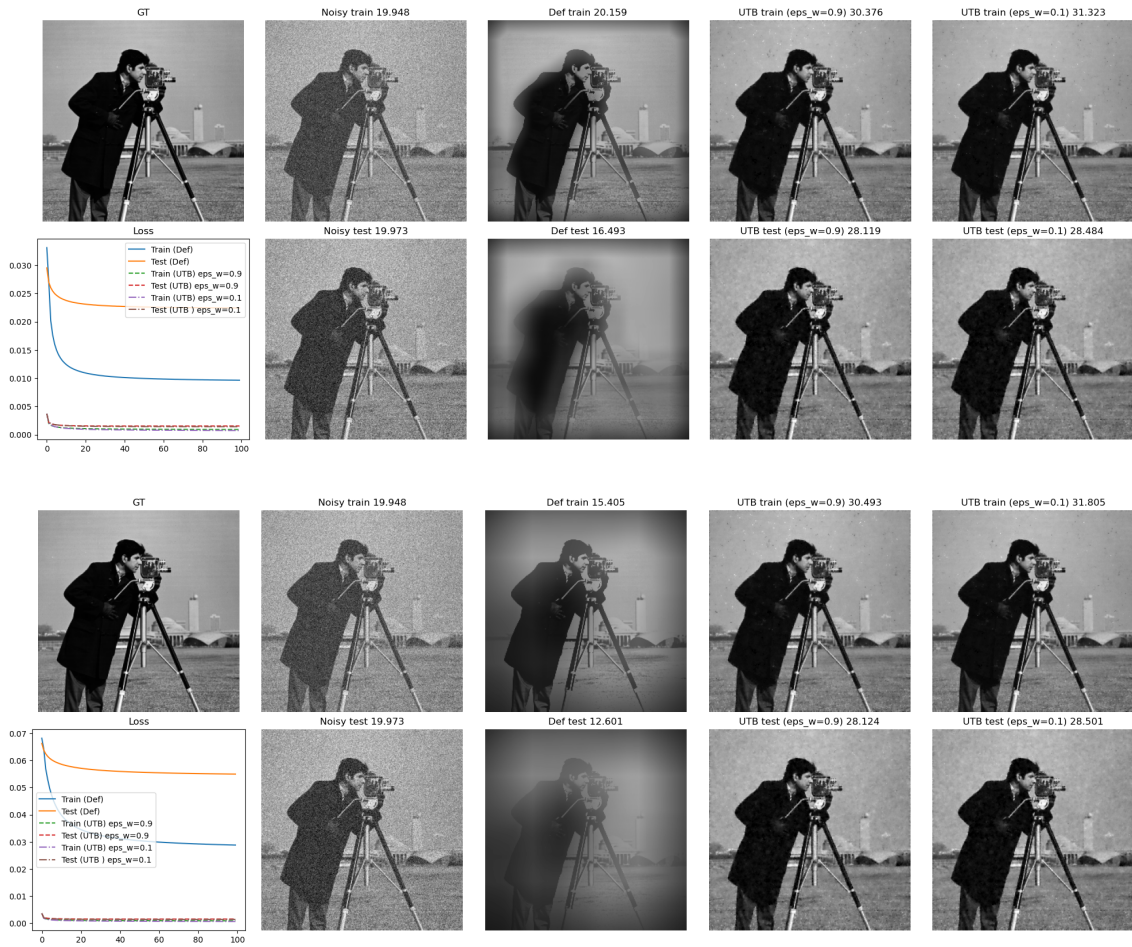 GT
Noisy train 19.948
Def train 20.159
UTB train (eps_w=0.9) 30.376
UTB train (eps_w=0.1) 31.323
Loss
Noisy test 19.973
Def test 16.493
UTB test (eps_w=0.9) 28.119
UTB test (eps_w=0.1) 28.484
Train (Def)
Test (Def)
Train (UTB) eps_w=0.9
Test (UTB) eps_w=0.9
Train (UTB) eps_w=0.1
Test (UTB ) eps_w=0.1
0.030
0.025
0.020
0.015
0.010
0.005
0.000
0 20 40 60 80 100
GT
Noisy train 19.948
Def train 15.405
UTB train (eps_w=0.9) 30.493
UTB train (eps_w=0.1) 31.805
Loss
Noisy test 19.973
Def test 12.601
UTB test (eps_w=0.9) 28.124
UTB test (eps_w=0.1) 28.501
0.07
0.06
0.05
0.04
0.03
0.02
0.01
0.00
Train (Def)
Test (Def)
Train (UTB) eps_w=0.9
Test (UTB) eps_w=0.9
Train (UTB) eps_w=0.1
Test (UTB ) eps_w=0.1
0 20 40 60 80 100